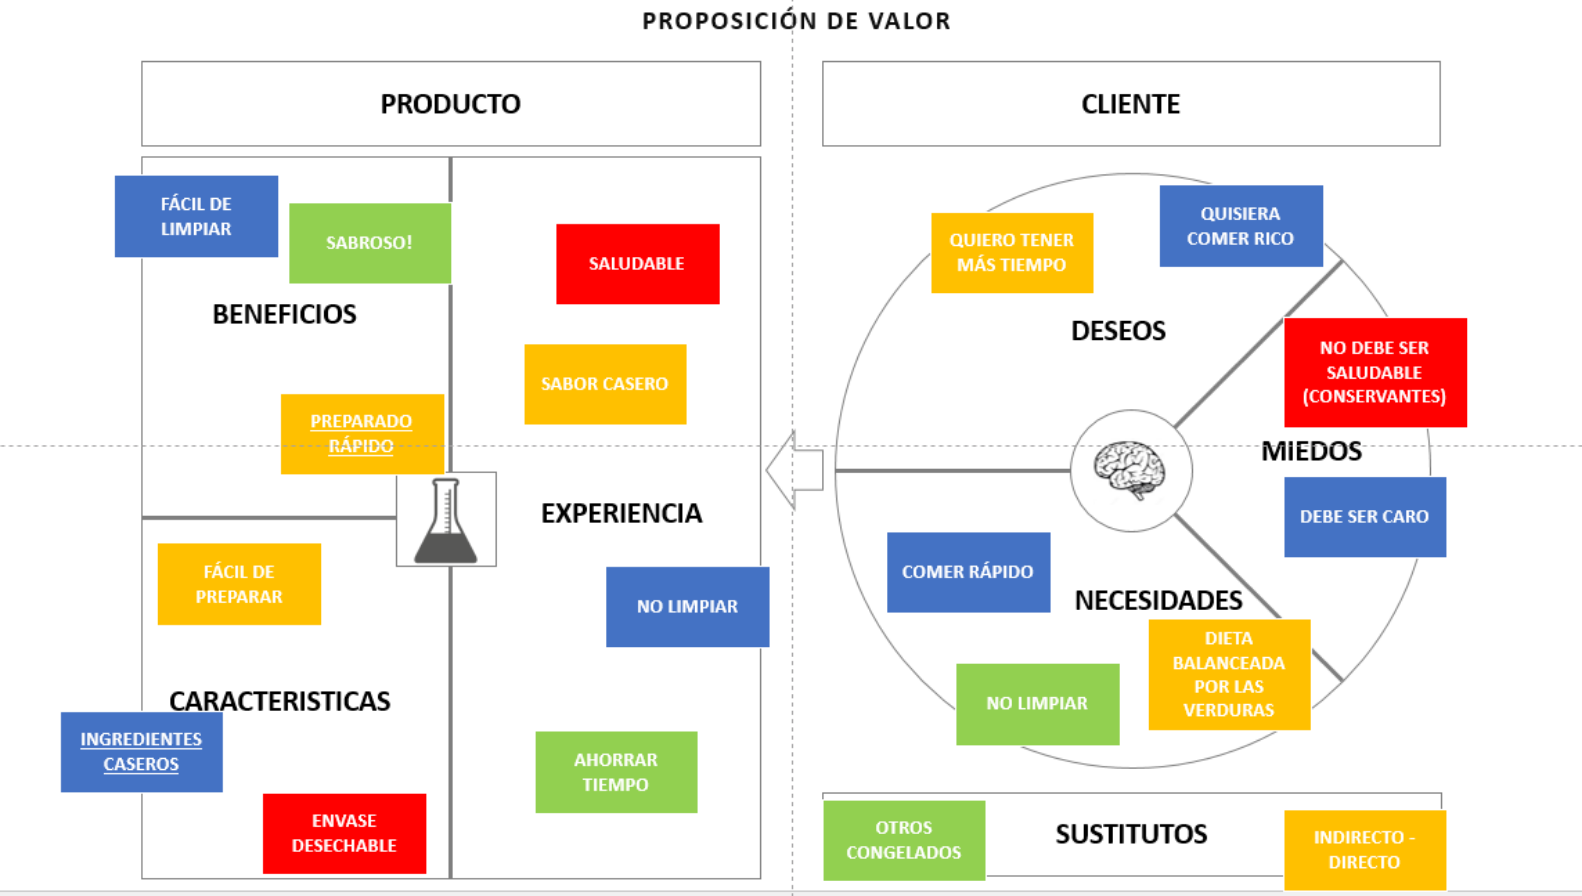 PROPOSICIÓN DE VALOR
PRODUCTO
FÁCIL DE
LIMPIAR
SABROSO!
SALUDABLE
BENEFICIOS
SABOR CASERO
PREPARADO
RÁPIDO
EXPERIENCIA
FÁCIL DE
PREPARAR
NO LIMPIAR
CARACTERISTICAS
INGREDIENTES
CASEROS
AHORRAR
TIEMPO
ENVASE
DESECHABLE
CLIENTE
QUIERO TENER
MÁS TIEMPO
QUISIERA
COMER RICO
DESEOS
NO DEBE SER
SALUDABLE
(CONSERVANTES)
MIEDOS
DEBE SER CARO
COMER RÁPIDO
NECESIDADES
NO LIMPIAR
DIETA
BALANCEADA
POR LAS
VERDURAS
OTROS
CONGELADOS
SUSTITUTOS
INDIRECTO -
DIRECTO